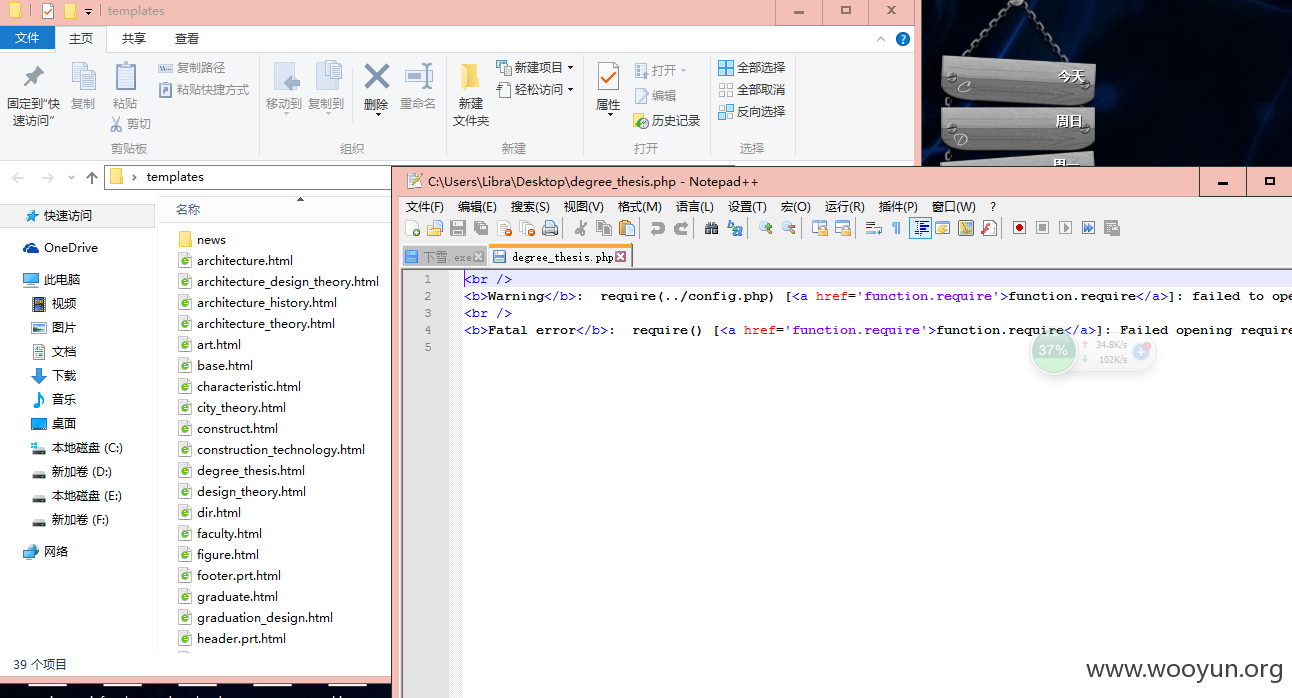 templates
文件 主页 共享 查看
固定到"快速访问"
复制
粘贴
复制路径
粘贴快捷方式
剪切
剪贴板
移动到 复制到 删除 重命名
组织
新建文件夹
新建项目
轻松访问
新建
属性
打开
编辑
历史记录
打开
全部选择
全部取消
反向选择
选择
今天
周日
templates
快速访问
OneDrive
此电脑
视频
图片
文档
下载
音乐
桌面
本地磁盘 (C:)
新加卷 (D:)
本地磁盘 (E:)
新加卷 (F:)
网络
名称
news
architecture.html
architecture_design_theory.html
architecture_history.html
architecture_theory.html
art.html
base.html
characteristic.html
city_theory.html
construct.html
construction_technology.html
degree_thesis.html
design_theory.html
dir.html
faculty.html
figure.html
footer.prt.html
graduate.html
graduation_design.html
header.prt.html
39 个项目
C:\Users\Libra\Desktop\degree_thesis.php - Notepad++
文件(F) 编辑(E) 搜索(S) 视图(V) 格式(M) 语言(L) 设置(T) 宏(O) 运行(R) 插件(P) 窗口(W) ?
下雪.exe degree_thesis.php
1 <br />
2 <b>Warning</b>:  require(../config.php) [<a href='function.require'>function.require</a>]: failed to ope
3 <br />
4 <b>Fatal error</b>:  require() [<a href='function.require'>function.require</a>]: Failed opening require
5
37%
34.8K/s
102K/s
www.wooyun.org